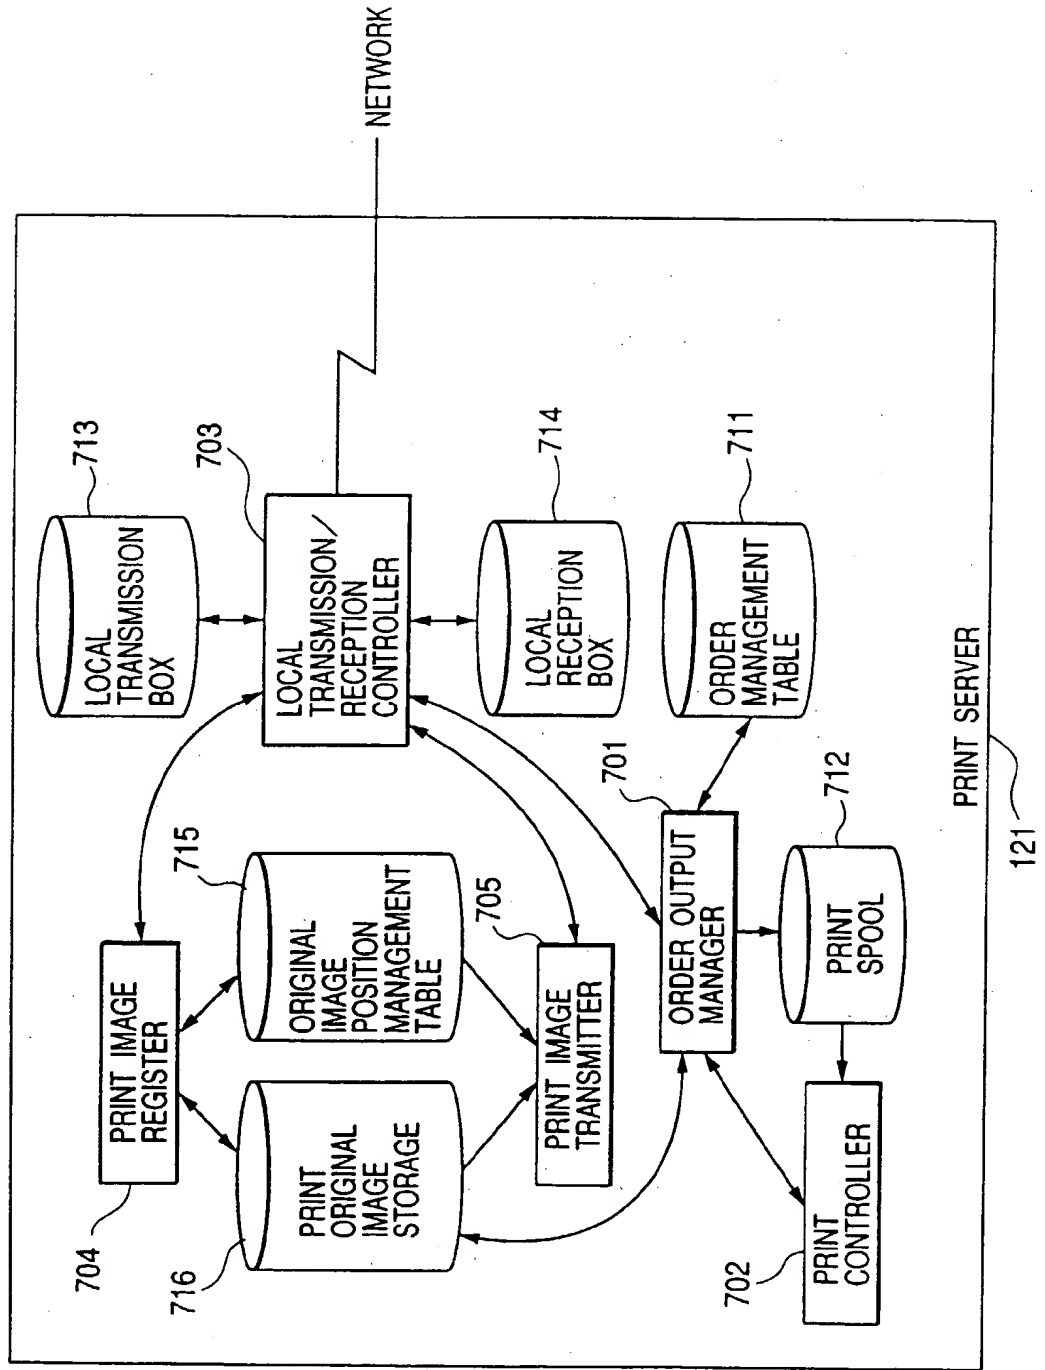 704
PRINT IMAGE
REGISTER
716
PRINT
ORIGINAL
IMAGE
STORAGE
715
ORIGINAL
IMAGE
POSITION
MANAGEMENT
TABLE
705
PRINT IMAGE
TRANSMITTER
713
LOCAL
TRANSMISSION
BOX
703
LOCAL
TRANSMISSION/
RECEPTION
CONTROLLER
NETWORK
714
LOCAL
RECEPTION
BOX
701
ORDER OUTPUT
MANAGER
711
ORDER
MANAGEMENT
TABLE
702
PRINT
CONTROLLER
712
PRINT
SPOOL
PRINT SERVER
121